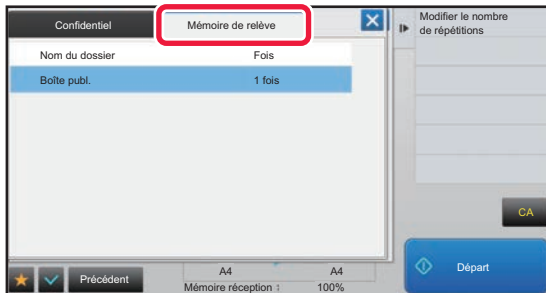 Confidentiel
Mémoire de relève
Modifier le nombre
de répétitions
Nom du dossier
Fois
Boîte publ.
1 fois
CA
Départ
Précédent
A4
A4
Mémoire réception :
100%